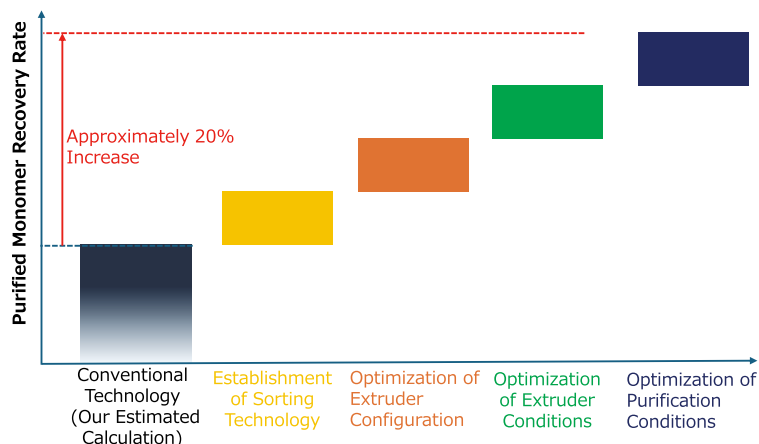 Purified Monomer Recovery Rate
Approximately 20%
Increase
Conventional
Technology
(Our Estimated
Calculation)
Establishment
of Sorting
Technology
Optimization of
Extruder
Configuration
Optimization
of Extruder
Conditions
Optimization of
Purification
Conditions